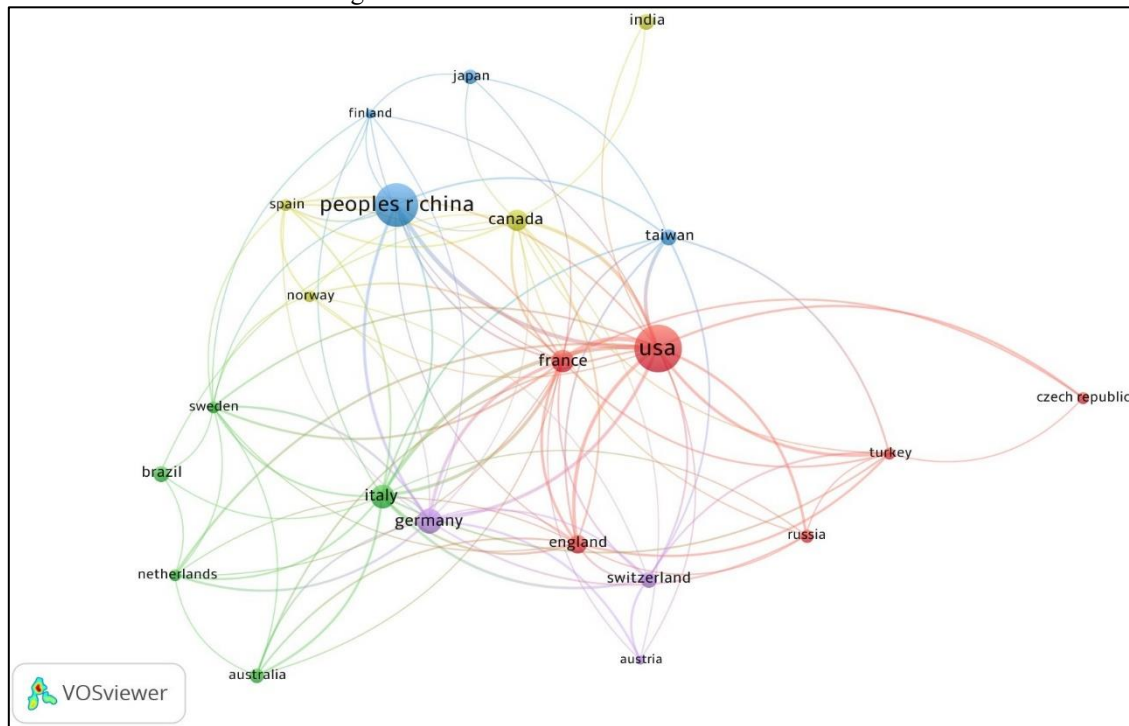 g
india
japan
finland
spain
peoples r china
canada
taiwan
norway
usa
france
czech republic
sweden
turkey
brazil
italy
germany
england
russia
netherlands
switzerland
austria
australia
VOSviewer